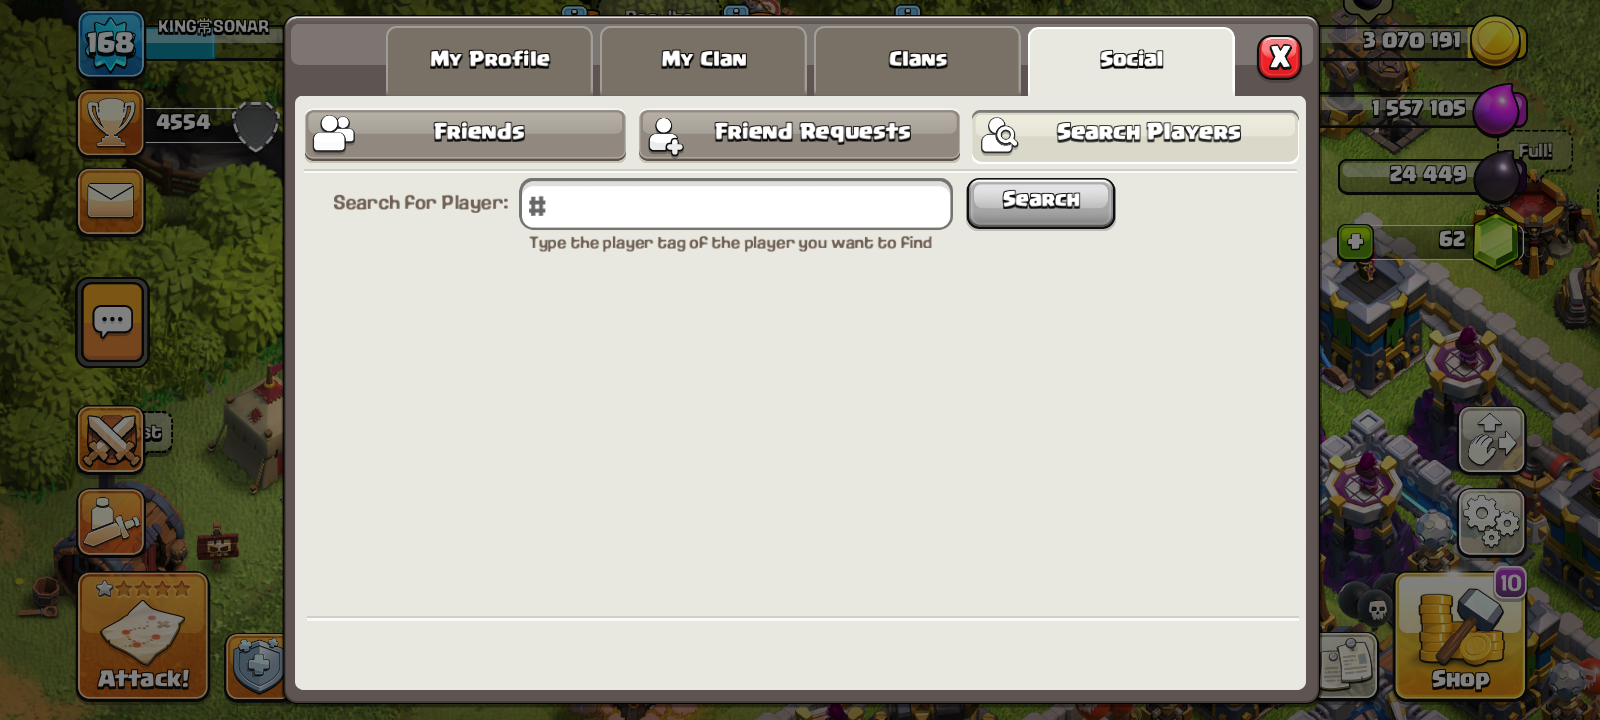 168
KING常SONAR
My Profile
My Clan
Clans
Social
X
3 070 191
4554
Friends
Friend Requests
Search Players
1 557 105
Full!
24 449
Search For Player:
#
Search
Type the player tag of the player you want to find
62
st
10
Attack!
Shop